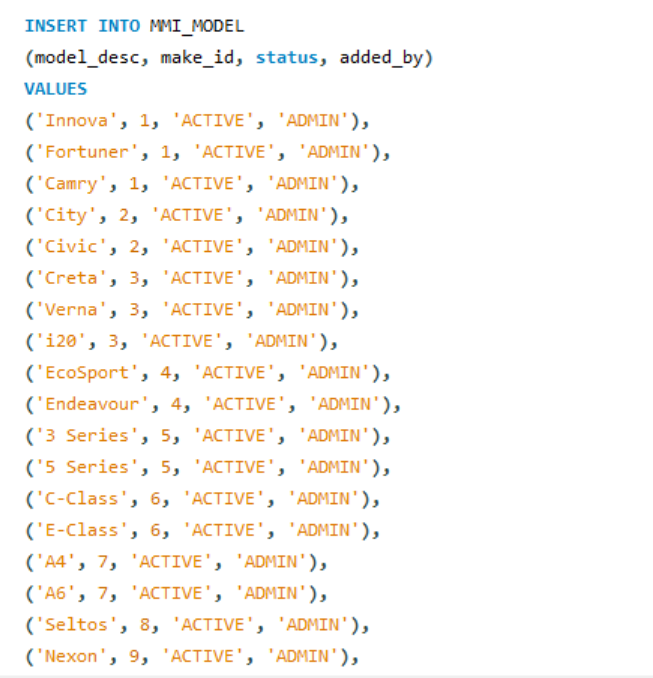 INSERT INTO MMI_MODEL
(model_desc, make_id, status, added_by)
VALUES
('Innova', 1, 'ACTIVE', 'ADMIN'),
('Fortuner', 1, 'ACTIVE', 'ADMIN'),
('Camry', 1, 'ACTIVE', 'ADMIN'),
('City', 2, 'ACTIVE', 'ADMIN'),
('Civic', 2, 'ACTIVE', 'ADMIN'),
('Creta', 3, 'ACTIVE', 'ADMIN'),
('Verna', 3, 'ACTIVE', 'ADMIN'),
('i20', 3, 'ACTIVE', 'ADMIN'),
('EcoSport', 4, 'ACTIVE', 'ADMIN'),
('Endeavour', 4, 'ACTIVE', 'ADMIN'),
('3 Series', 5, 'ACTIVE', 'ADMIN'),
('5 Series', 5, 'ACTIVE', 'ADMIN'),
('C-Class', 6, 'ACTIVE', 'ADMIN'),
('E-Class', 6, 'ACTIVE', 'ADMIN'),
('A4', 7, 'ACTIVE', 'ADMIN'),
('A6', 7, 'ACTIVE', 'ADMIN'),
('Seltos', 8, 'ACTIVE', 'ADMIN'),
('Nexon', 9, 'ACTIVE', 'ADMIN'),